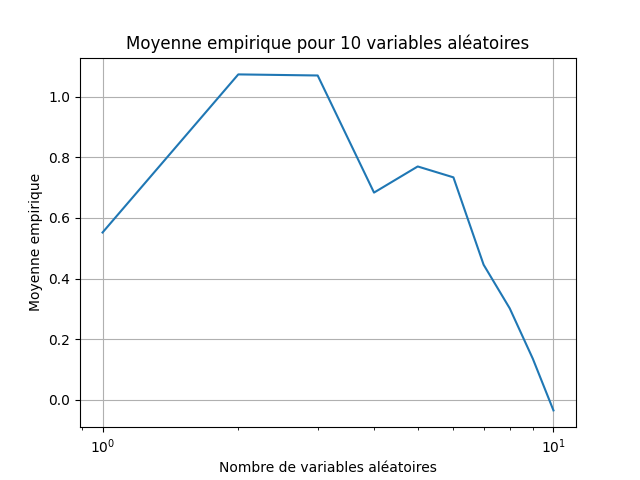 Moyenne empirique pour 10 variables aléatoires
Moyenne empirique
1.0
0.8
0.6
0.4
0.2
0.0
10⁰ 10¹
Nombre de variables aléatoires